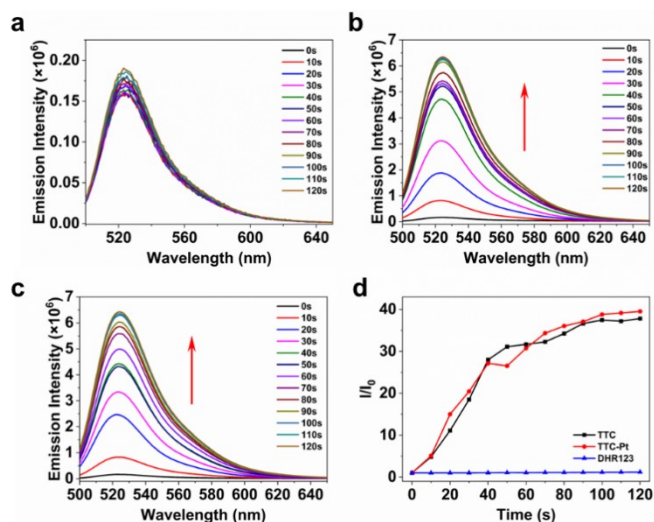 a
Emission Intensity (×10⁶)
0.20
0.15
0.10
0.05
0.00
520
560
600
640
Wavelength (nm)
0s
10s
20s
30s
40s
50s
60s
70s
80s
90s
100s
110s
120s
b
Emission Intensity (×10⁶)
7
6
5
4
3
2
1
0
500
520
540
560
580
600
620
640
Wavelength (nm)
0s
10s
20s
30s
40s
50s
60s
70s
80s
90s
100s
110s
120s
c
Emission Intensity (×10⁶)
7
6
5
4
3
2
1
0
500
520
540
560
580
600
620
640
Wavelength (nm)
0s
10s
20s
30s
40s
50s
60s
70s
80s
90s
100s
110s
120s
d
I/I₀
40
30
20
10
0
0
20
40
60
80
100
120
Time (s)
TTC
TTC-Pt
DHR123